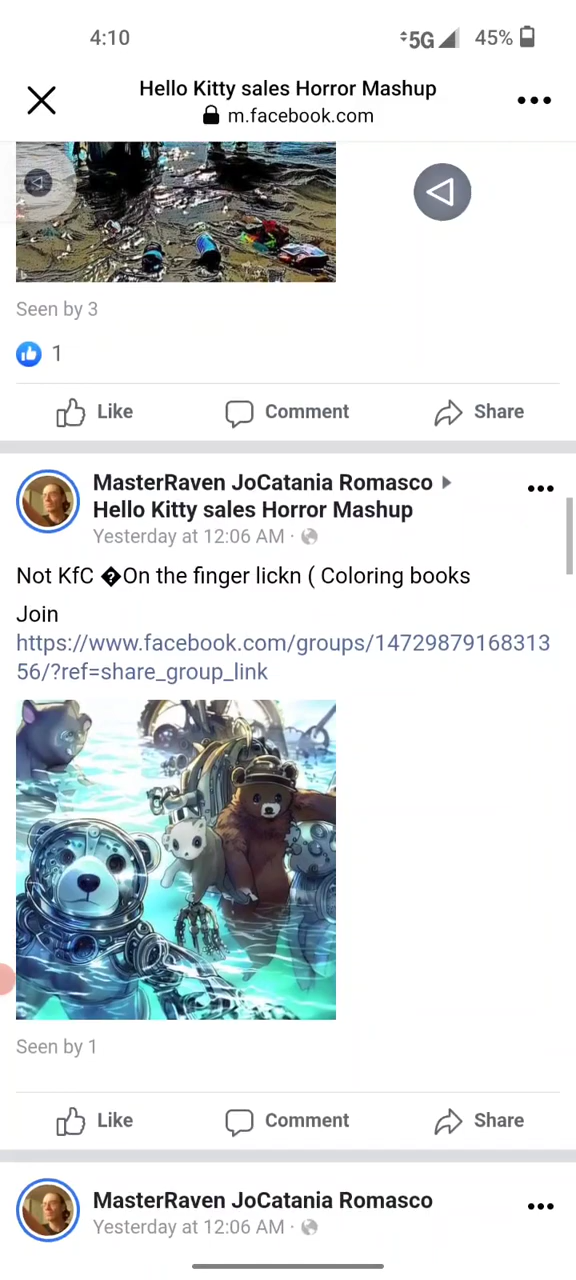 4:10
5G
45%
Hello Kitty sales Horror Mashup
m.facebook.com
Seen by 3
1
Like
Comment
Share
MasterRaven JoCatania Romasco
Hello Kitty sales Horror Mashup
Yesterday at 12:06 AM ·
Not KfC �On the finger lickn ( Coloring books
Join
https://www.facebook.com/groups/14729879168313
56/?ref=share_group_link
Seen by 1
Like
Comment
Share
MasterRaven JoCatania Romasco
Yesterday at 12:06 AM ·